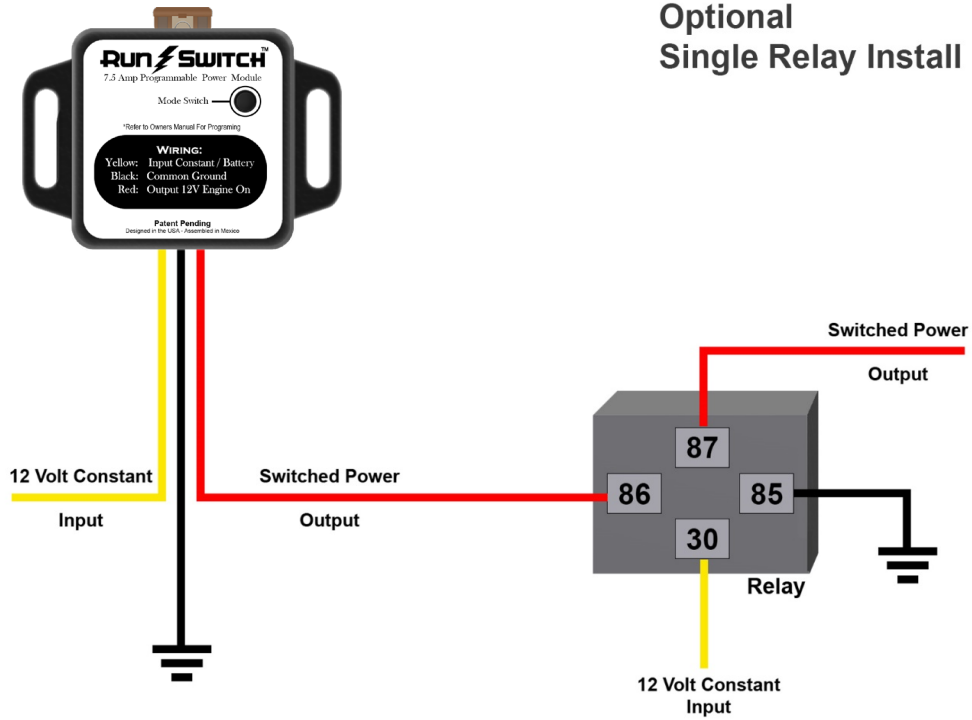 Optional
Single Relay Install
Run Switch™
7.5 Amp Programmable Power Module
Mode Switch
*Refer to Owners Manual For Programing
Wiring:
Yellow: Input Constant / Battery
Black: Common Ground
Red: Output 12V Engine On
Patent Pending
Designed in the USA - Assembled in Mexico
Switched Power
Output
87
86
85
30
Relay
12 Volt Constant
Input
Switched Power
Output
12 Volt Constant
Input